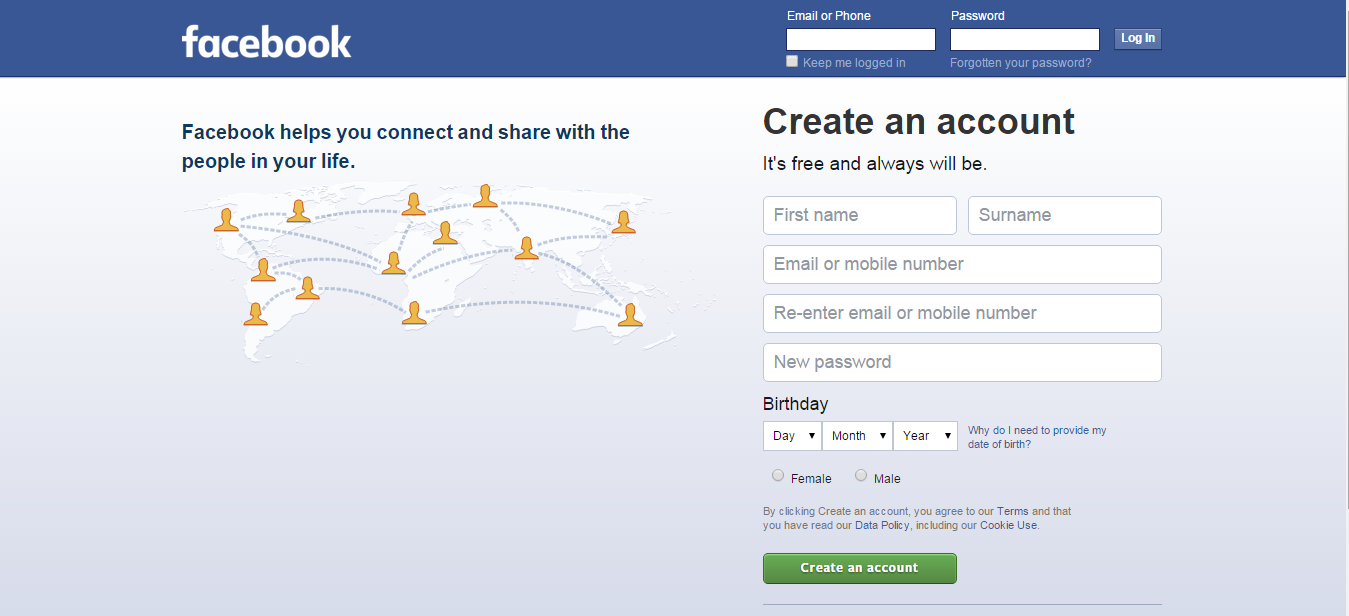 facebook
Email or Phone
Password
Log In
Keep me logged in
Forgotten your password?
Facebook helps you connect and share with the
people in your life.
Create an account
It's free and always will be.
First name
Surname
Email or mobile number
Re-enter email or mobile number
New password
Birthday
Day
Month
Year
Why do I need to provide my
date of birth?
Female
Male
By clicking Create an account, you agree to our Terms and that
you have read our Data Policy, including our Cookie Use.
Create an account